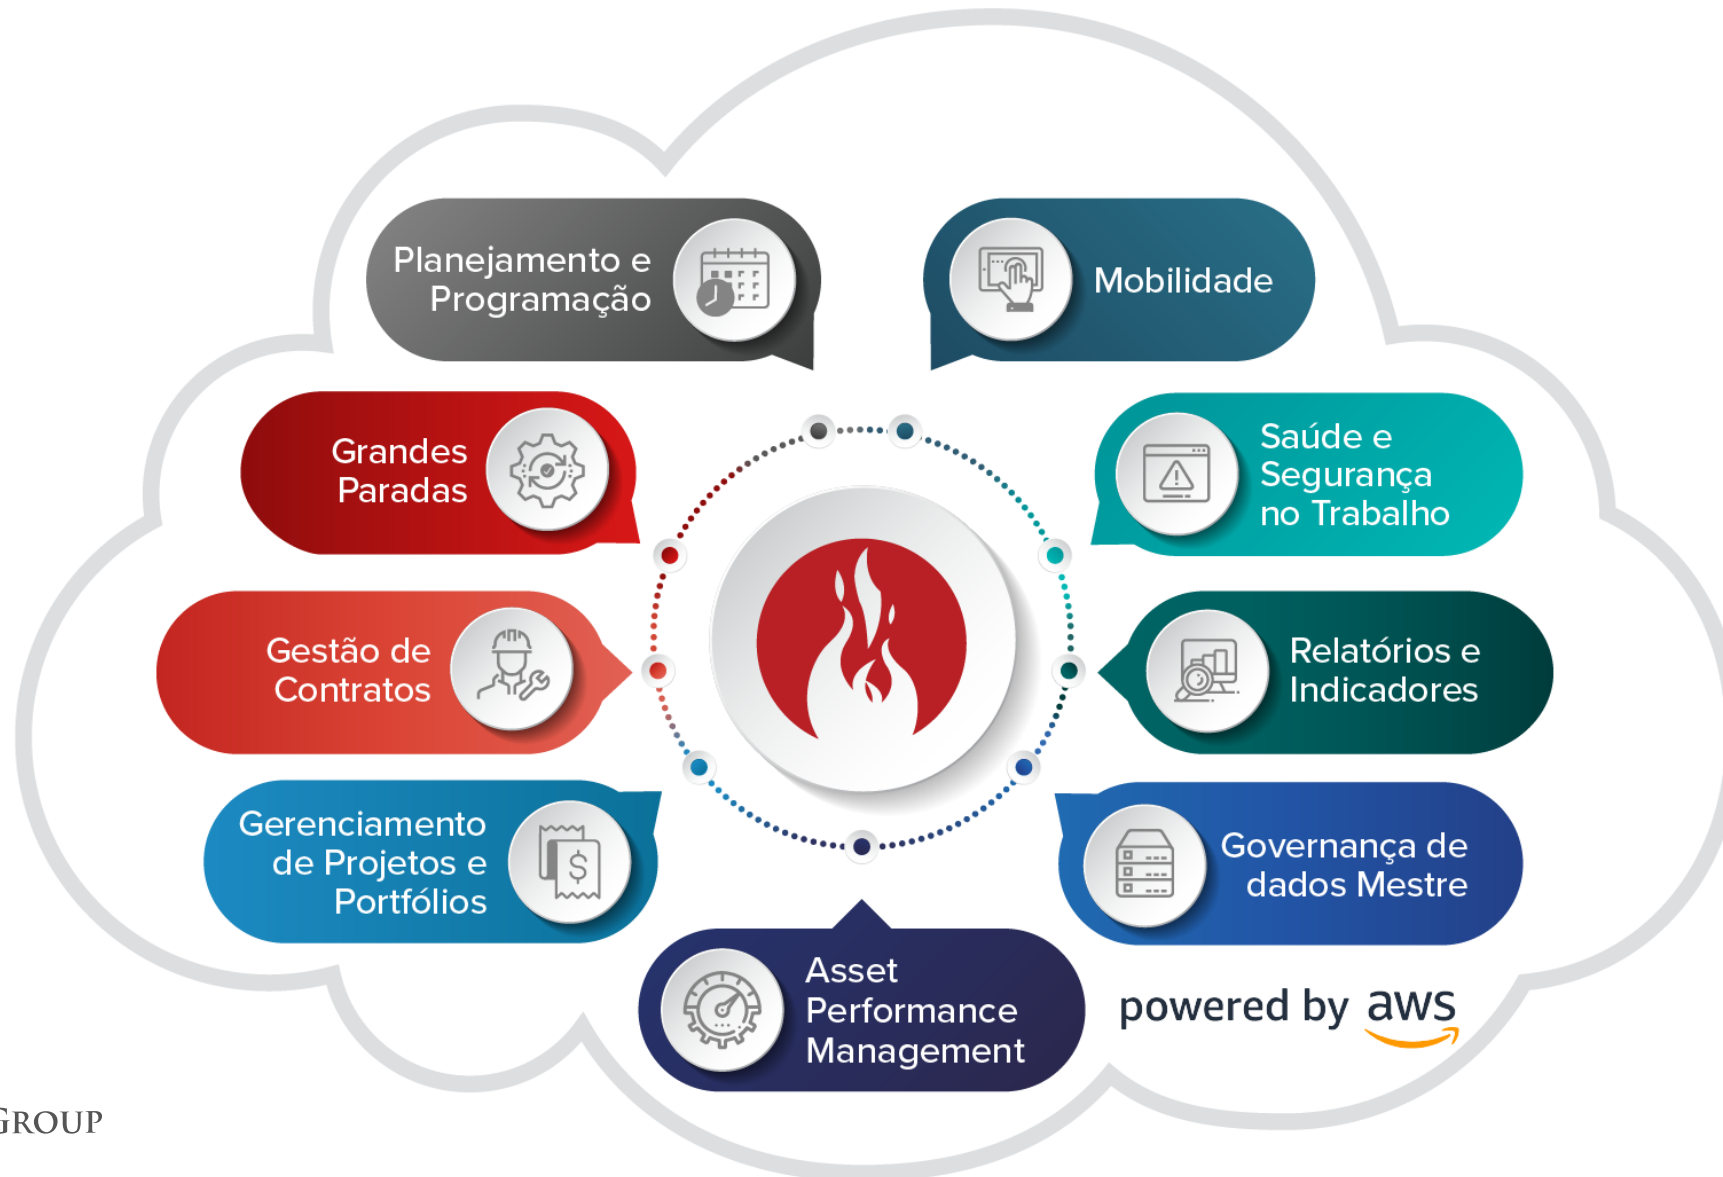 Planejamento e
Programação
Mobilidade
Grandes
Paradas
Saúde e
Segurança
no Trabalho
Gestão de
Contratos
Relatórios e
Indicadores
Gerenciamento
de Projetos e
Portfólios
$
Governança de
dados Mestre
Asset
Performance
Management
powered by aws
GROUP